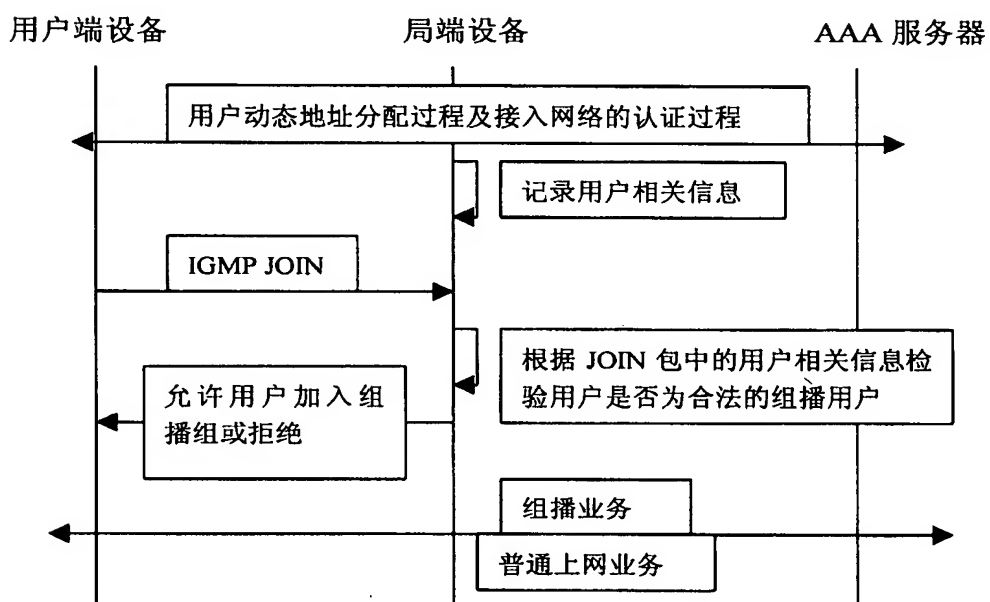 用户端设备 局端设备 AAA 服务器
用户动态地址分配过程及接入网络的认证过程
记录用户相关信息
IGMP JOIN
根据 JOIN 包中的用户相关信息检
验用户是否为合法的组播用户
允许用户加入组
播组或拒绝
组播业务
普通上网业务